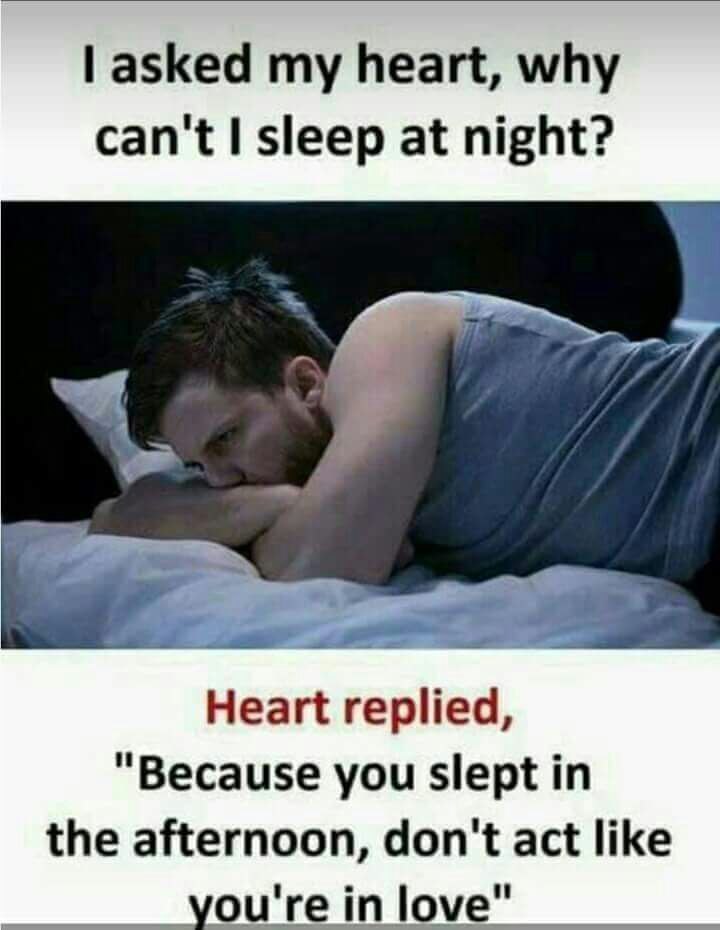 I asked my heart, why
can't I sleep at night?
Heart replied,
"Because you slept in
the afternoon, don't act like
you're in love"